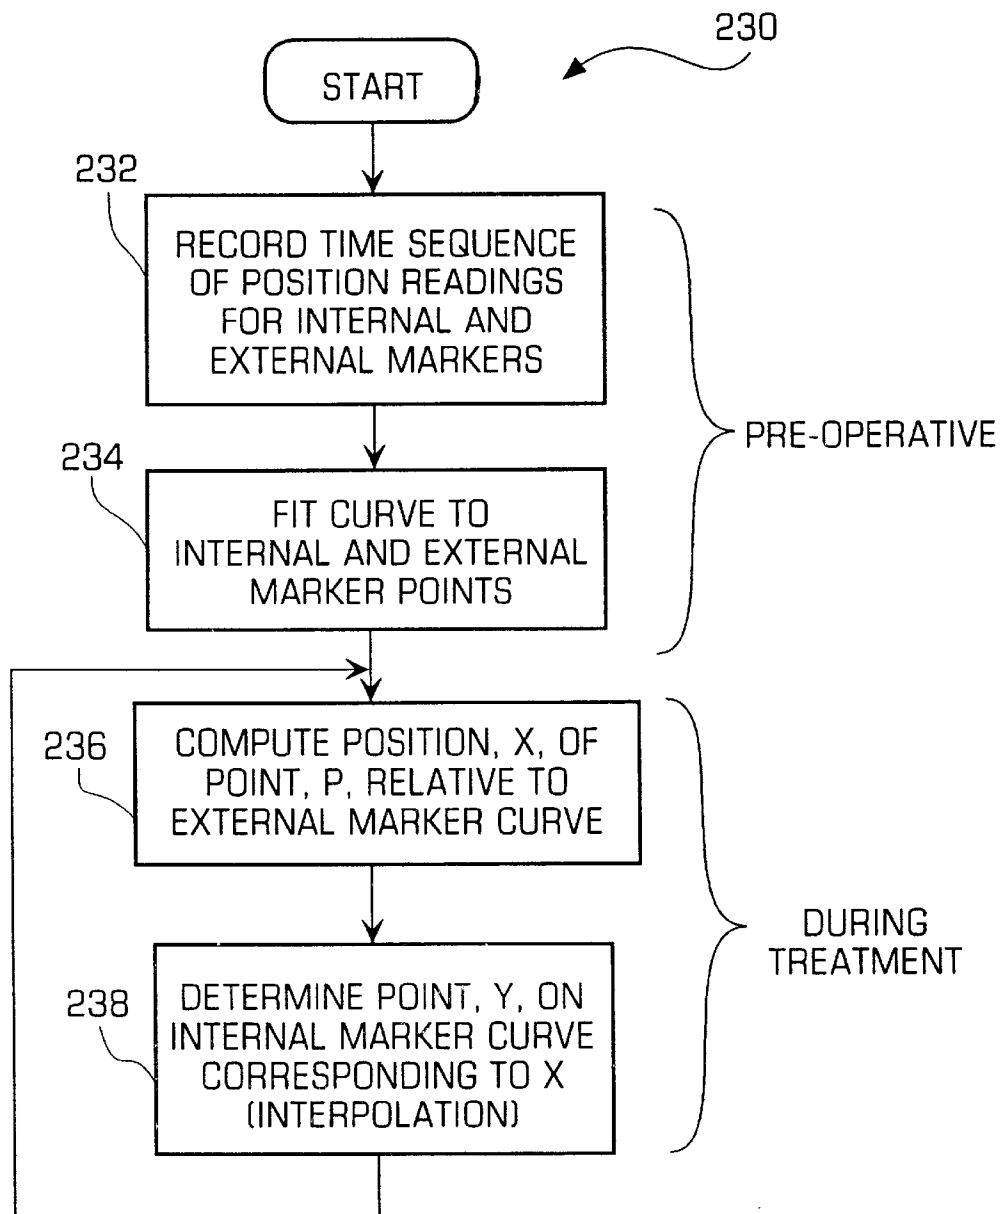 230
START
232
RECORD TIME SEQUENCE
OF POSITION READINGS
FOR INTERNAL AND
EXTERNAL MARKERS
PRE-OPERATIVE
234
FIT CURVE TO
INTERNAL AND EXTERNAL
MARKER POINTS
236
COMPUTE POSITION, X, OF
POINT, P, RELATIVE TO
EXTERNAL MARKER CURVE
DURING
TREATMENT
238
DETERMINE POINT, Y, ON
INTERNAL MARKER CURVE
CORRESPONDING TO X
(INTERPOLATION)